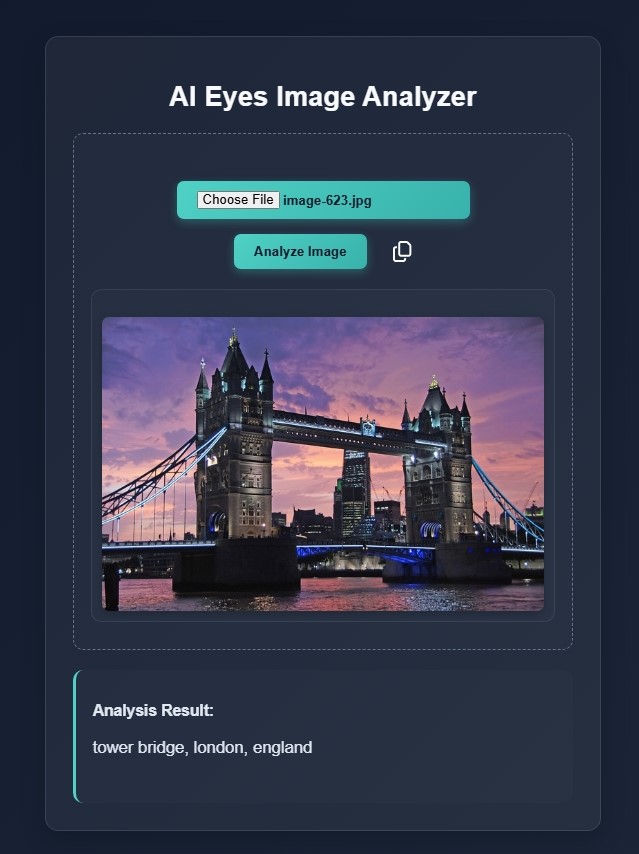 AI Eyes Image Analyzer
Choose File image-623.jpg
Analyze Image
Analysis Result:
tower bridge, london, england